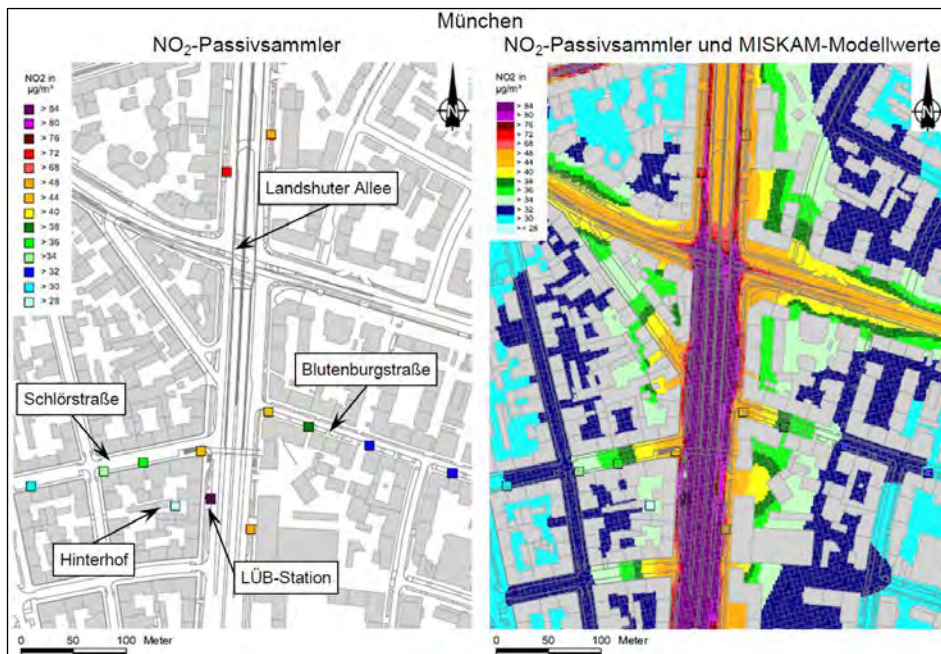 München
NO₂-Passivsammler
NO2 in
µg/m³
> 84
> 80
> 76
> 72
> 68
> 48
> 44
> 40
> 38
> 36
>34
> 32
> 30
> 28
Landshuter Allee
Blutenburgstraße
Schlörstraße
Hinterhof
LÜB-Station
0 50 100 Meter
NO₂-Passivsammler und MISKAM-Modellwerte
NO2 in
µg/m³
> 84
> 80
> 76
> 72
> 68
> 48
> 44
> 40
> 38
> 36
> 34
> 32
> 30
>= 28
0 50 100 Meter